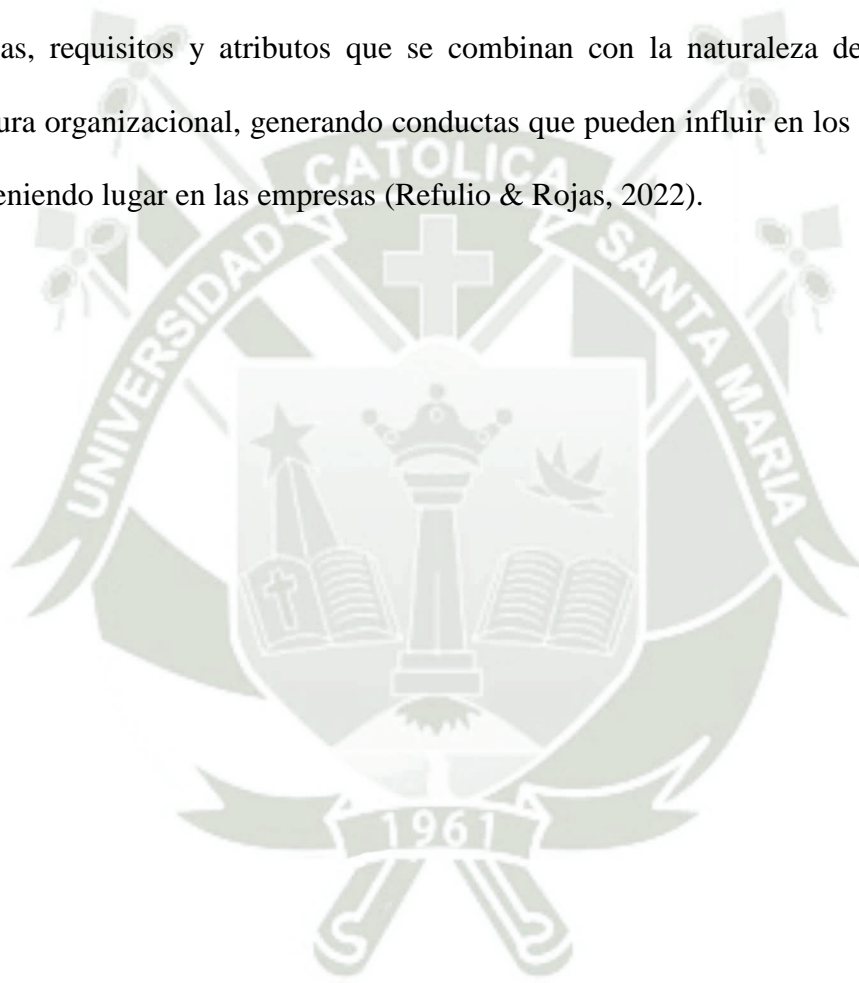 as, requisitos y atributos que se combinan con la naturaleza de
ura organizacional, generando conductas que pueden influir en los
eniendo lugar en las empresas (Refulio & Rojas, 2022).
UNIVERSIDAD CATOLICA SANTA MARIA
1961